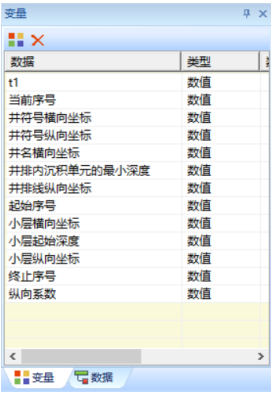 变量
数据 类型
t1 数值
当前序号 数值
井符号横向坐标 数值
井符号纵向坐标 数值
井名横向坐标 数值
井排内沉积单元的最小深度 数值
井排线纵向坐标 数值
起始序号 数值
小层横向坐标 数值
小层起始深度 数值
小层纵向坐标 数值
终止序号 数值
纵向系数 数值
变量 数据